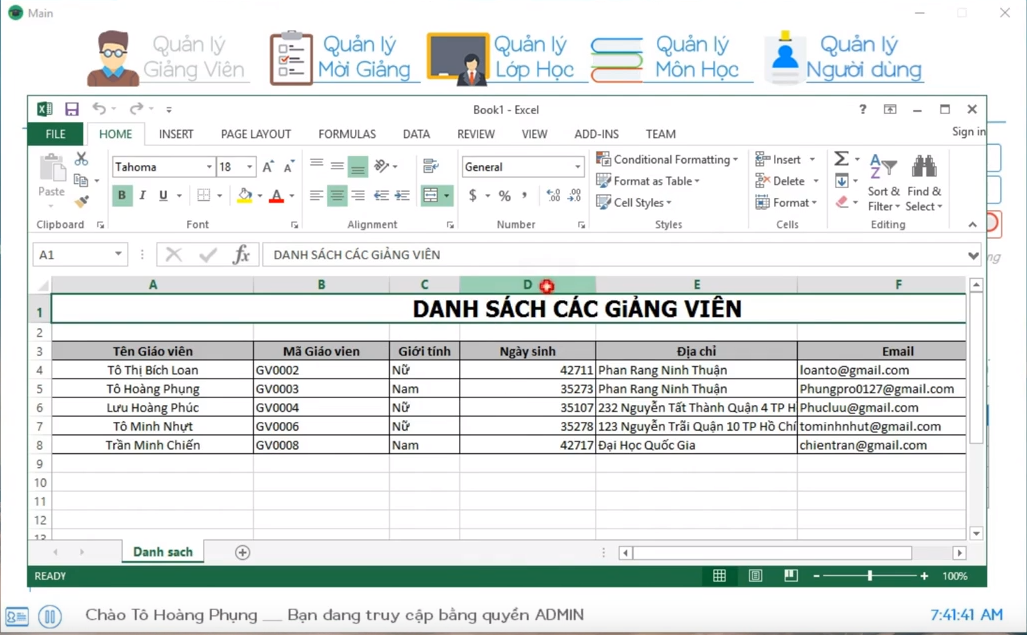 Main
Quản lý Giảng Viên
Quản lý Mời Giảng
Quản lý Lớp Học
Quản lý Môn Học
Quản lý Người dùng
Book1 - Excel
FILE HOME INSERT PAGE LAYOUT FORMULAS DATA REVIEW VIEW ADD-INS TEAM Sign in
Paste
Tahoma 18
B I U
General
$ % ,
Conditional Formatting
Format as Table
Cell Styles
Insert
Delete
Format
Sort & Filter
Find & Select
Clipboard Font Alignment Number Styles Cells Editing
A1 fx DANH SÁCH CÁC GiẢNG VIÊN
A B C D E F
1 DANH SÁCH CÁC GiẢNG VIÊN
2
3 Tên Giáo viên Mã Giáo vien Giới tính Ngày sinh Địa chỉ Email
4 Tô Thị Bích Loan GV0002 Nữ 42711 Phan Rang Ninh Thuận loanto@gmail.com
5 Tô Hoàng Phụng GV0003 Nam 35273 Phan Rang Ninh Thuận Phungpro0127@gmail.com
6 Lưu Hoàng Phúc GV0004 Nữ 35107 232 Nguyễn Tất Thành Quận 4 TP H Phucluu@gmail.com
7 Tô Minh Nhựt GV0006 Nữ 35278 123 Nguyễn Trãi Quận 10 TP Hồ Chí tominhnhut@gmail.com
8 Trần Minh Chiến GV0008 Nam 42717 Đại Học Quốc Gia chientran@gmail.com
9
10
11
12
Danh sach
READY 100%
Chào Tô Hoàng Phụng __ Bạn đang truy cập bằng quyền ADMIN 7:41:41 AM